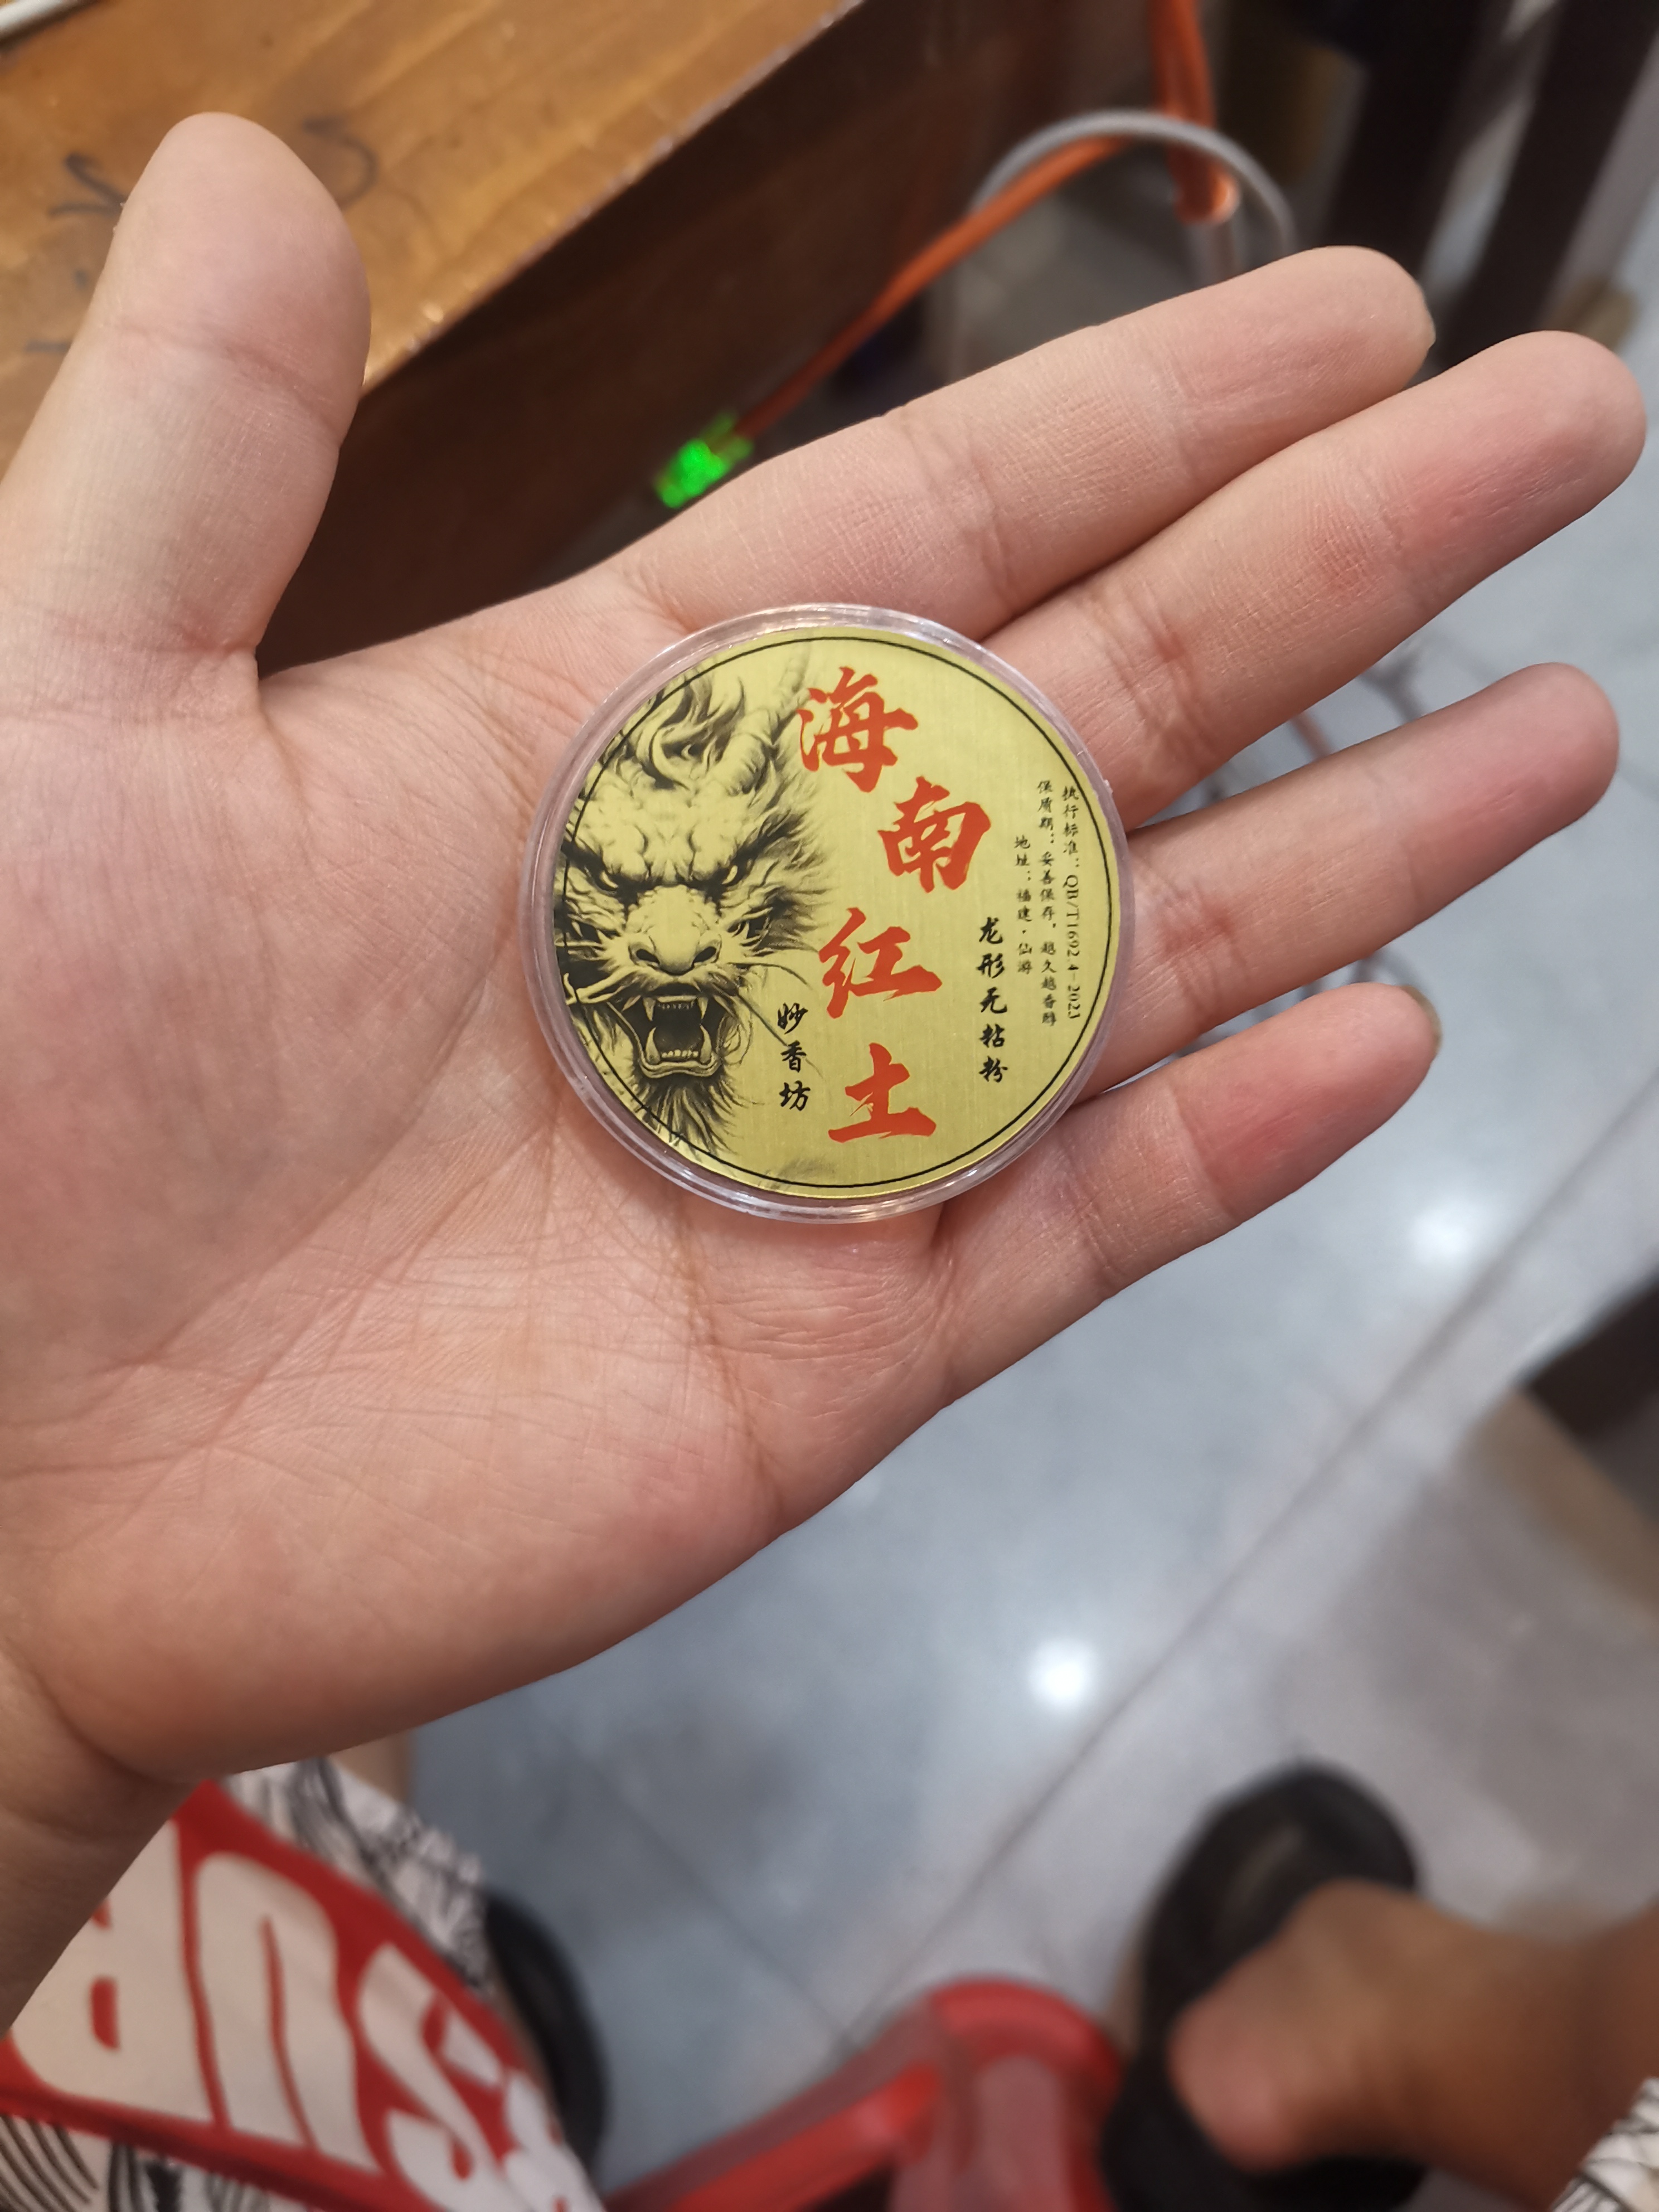 执行标准：QB/T1692.4-2023
保质期：妥善保存，越久越香醇
地址：福建·仙游
龙形无粘粉
海南红土
妙香坊